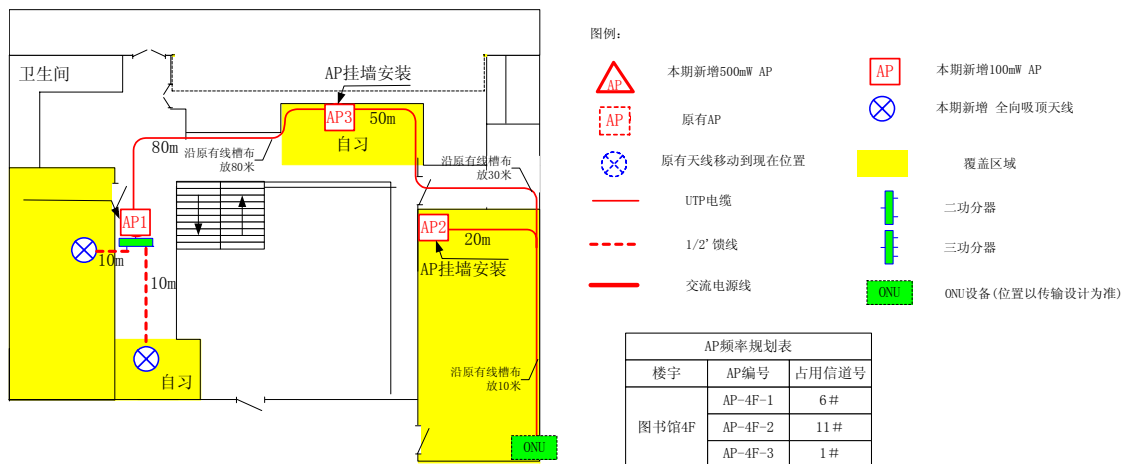 卫生间
AP挂墙安装
AP3
50m
自习
80m
沿原有线槽布
放80米
沿原有线槽布
放30米
AP1
AP2
20m
AP挂墙安装
10m
10m
自习
沿原有线槽布
放10米
ONU
图例:
AP
本期新增500mW AP
AP
本期新增100mW AP
AP
原有AP
本期新增 全向吸顶天线
原有天线移动到现在位置
覆盖区域
UTP电缆
二功分器
1/2'馈线
三功分器
交流电源线
ONU
ONU设备(位置以传输设计为准)
AP频率规划表
楼宇 AP编号 占用信道号
图书馆4F
AP-4F-1 6#
AP-4F-2 11#
AP-4F-3 1#